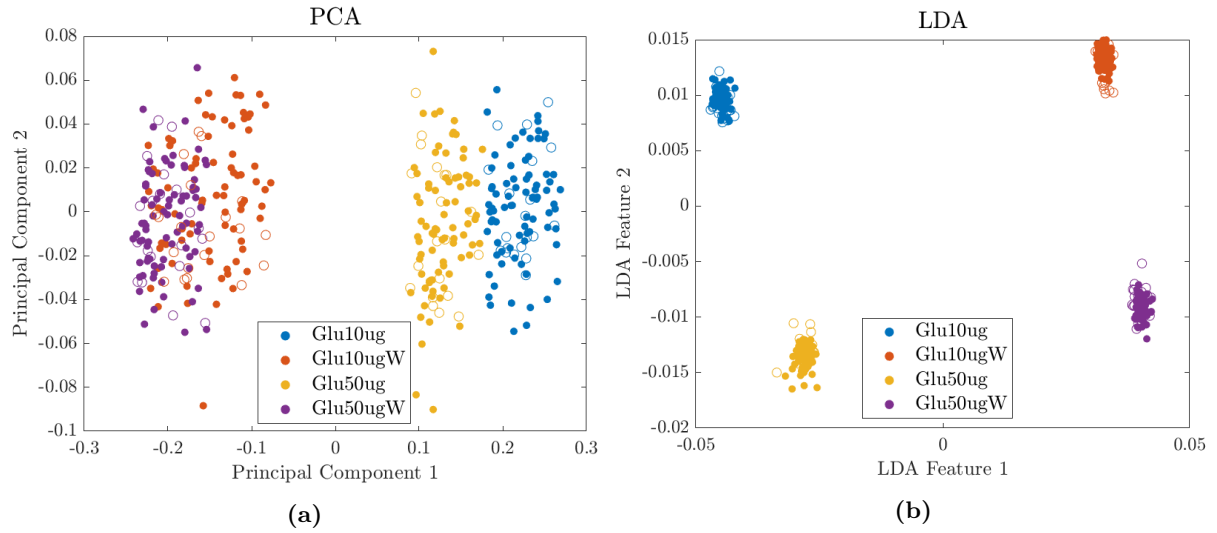 PCA
0.08
0.06
0.04
0.02
0
-0.02
-0.04
-0.06
-0.08
-0.1
-0.3
-0.2
-0.1
0
0.1
0.2
0.3
Principal Component 2
Principal Component 1
Glu10ug
Glu10ugW
Glu50ug
Glu50ugW
(a)
LDA
0.015
0.01
0.005
0
-0.005
-0.01
-0.015
-0.02
-0.05
0
0.05
LDA Feature 2
LDA Feature 1
Glu10ug
Glu10ugW
Glu50ug
Glu50ugW
(b)